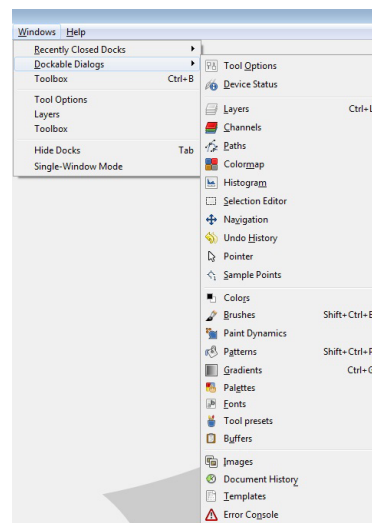 Windows Help
Recently Closed Docks
Dockable Dialogs
Toolbox Ctrl+B
Tool Options
Layers
Toolbox
Hide Docks Tab
Single-Window Mode
Tool Options
Device Status
Layers Ctrl+L
Channels
Paths
Colormap
Histogram
Selection Editor
Navigation
Undo History
Pointer
Sample Points
Colors
Brushes Shift+Ctrl+B
Paint Dynamics
Patterns Shift+Ctrl+P
Gradients Ctrl+G
Palettes
Fonts
Tool presets
Buffers
Images
Document History
Templates
Error Console